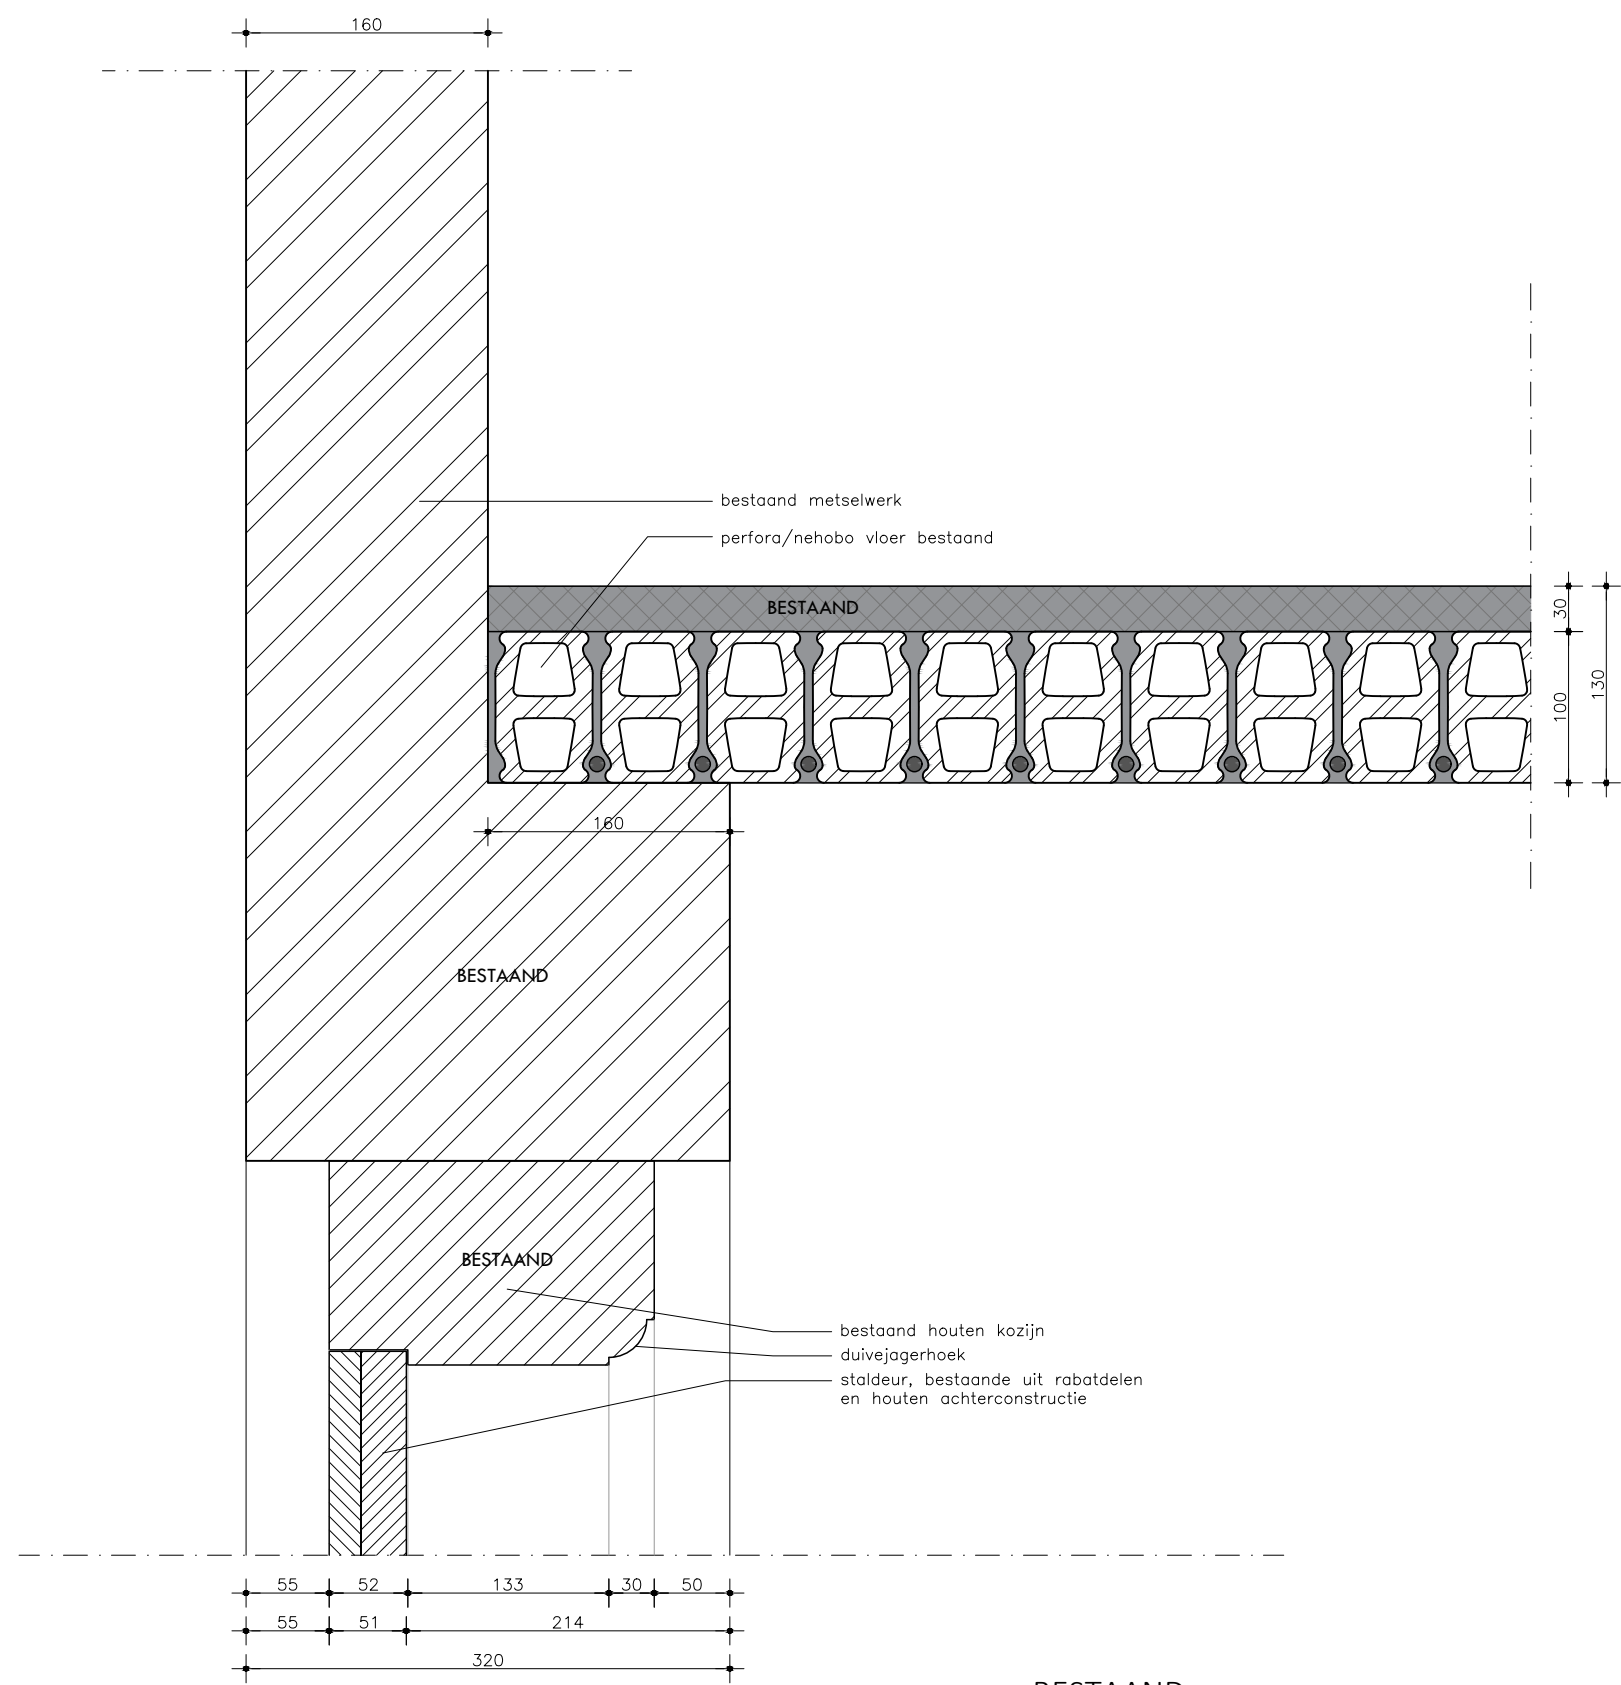 160
bestaand metselwerk
perfora/nehobo vloer bestaand
BESTAAND
30
100
130
160
BESTAAND
BESTAAND
bestaand houten kozijn
duivejagerhoek
staldeur, bestaande uit rabatdelen
en houten achterconstructie
55 52 133 30 50
55 51 214
320
BESTAAND